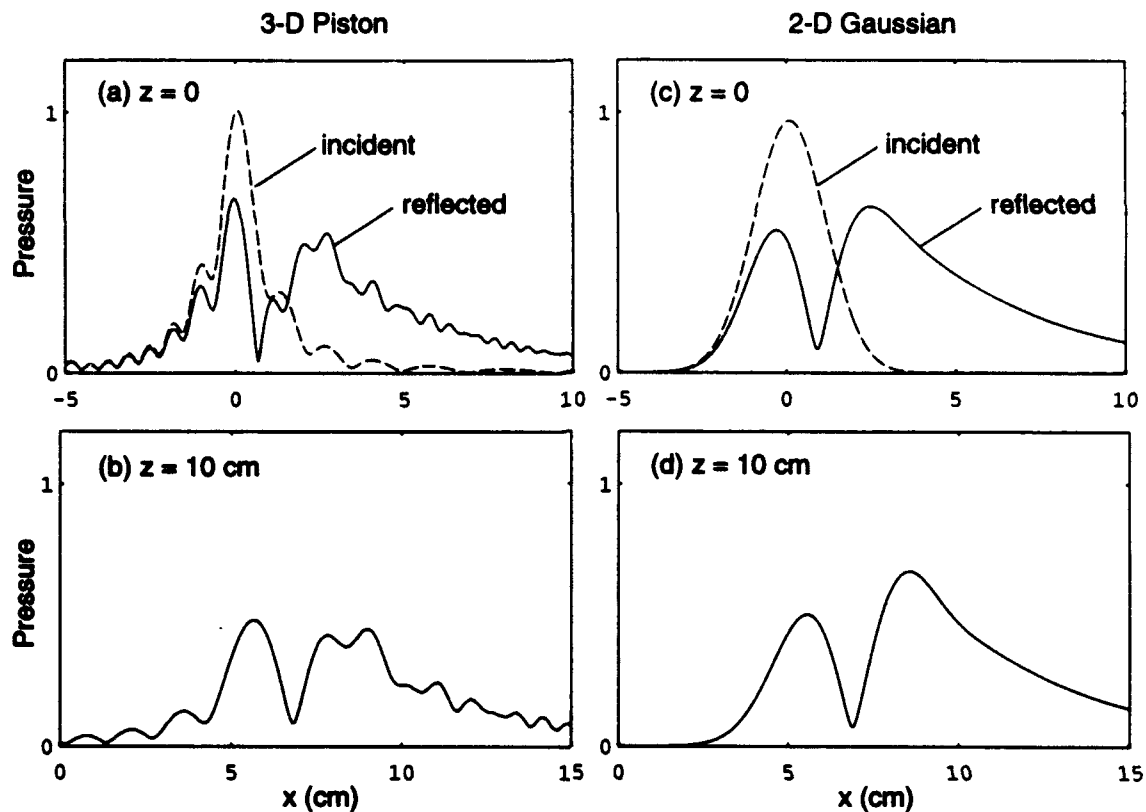 3-D Piston
2-D Gaussian
(a) z = 0
incident
reflected
Pressure
1
0
-5
0
5
10
(c) z = 0
incident
reflected
1
0
-5
0
5
10
(b) z = 10 cm
Pressure
1
0
0
5
10
15
x (cm)
(d) z = 10 cm
1
0
0
5
10
15
x (cm)